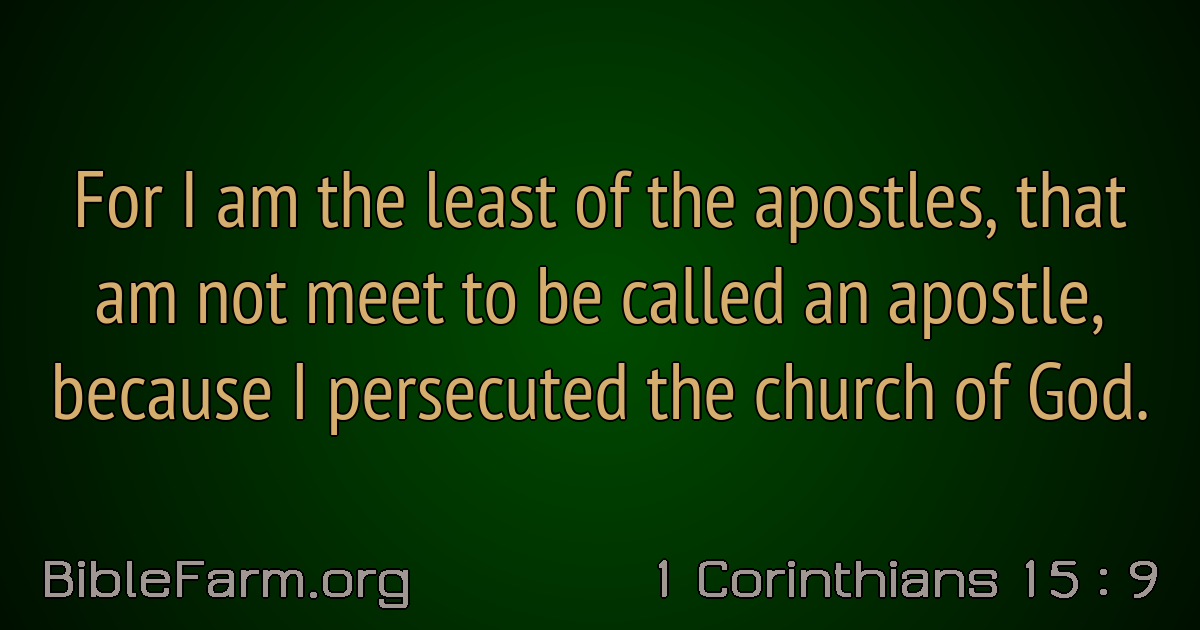 For I am the least of the apostles, that
am not meet to be called an apostle,
because I persecuted the church of God.
BibleFarm.org
1 Corinthians 15 : 9